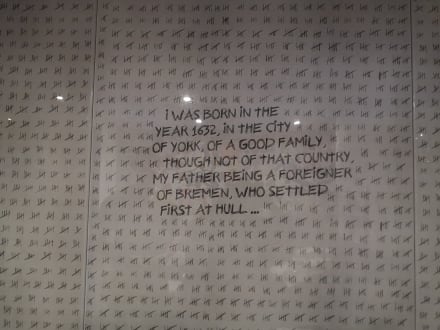 I WAS BORN IN THE
YEAR 1632, IN THE CITY
OF YORK, OF A GOOD FAMILY,
THOUGH NOT OF THAT COUNTRY,
MY FATHER BEING A FOREIGNER
OF BREMEN, WHO SETTLED
FIRST AT HULL ...